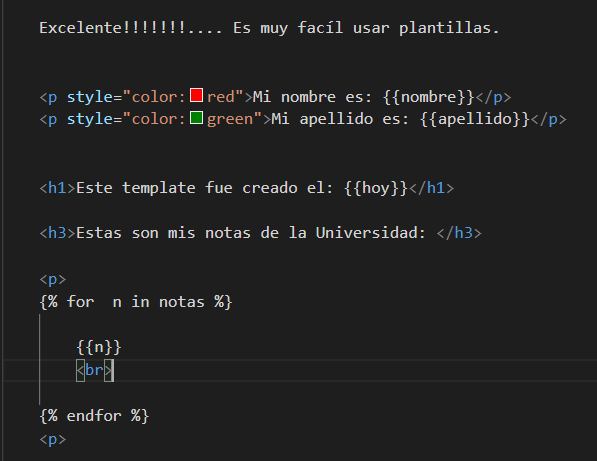 Excelente!!!!!!!.... Es muy facíl usar plantillas.
<p style="color:red">Mi nombre es: {{nombre}}</p>
<p style="color:green">Mi apellido es: {{apellido}}</p>
<h1>Este template fue creado el: {{hoy}}</h1>
<h3>Estas son mis notas de la Universidad: </h3>
<p>
{% for  n in notas %}
{{n}}
<br>
{% endfor %}
<p>